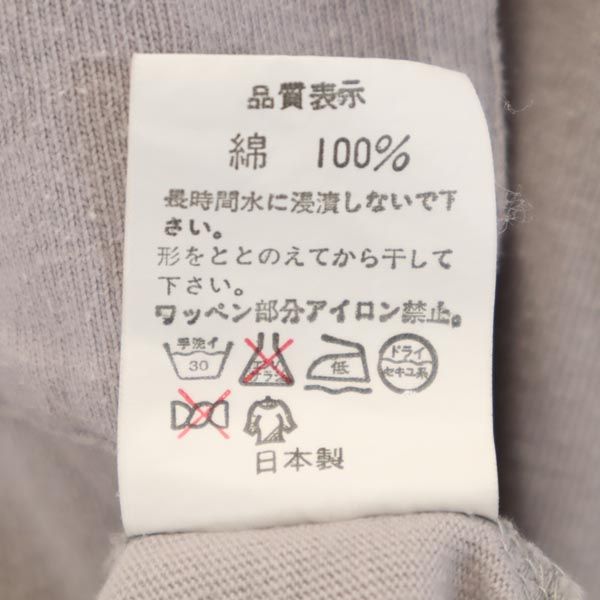 品質表示
綿 100%
長時間水に浸漬しないで下
さい。
形をととのえてから干して
下さい。
ワッペン部分アイロン禁止。
手洗イ
30
エンソ
サラシ
低
ドライ
セキユ系
日本製